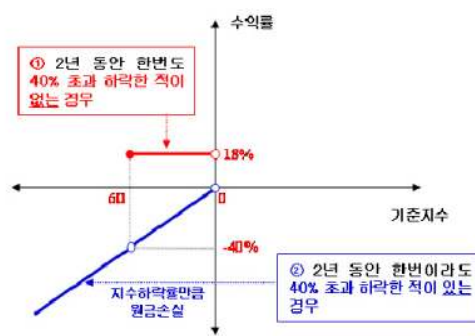 수익률
① 2년 동안 한번도
40% 초과 하락한 적이
없는 경우
18%
60
0
기준지수
-40%
② 2년 동안 한번이라도
40% 초과 하락한 적이 있는
경우
지수하락률만큼
원금손실